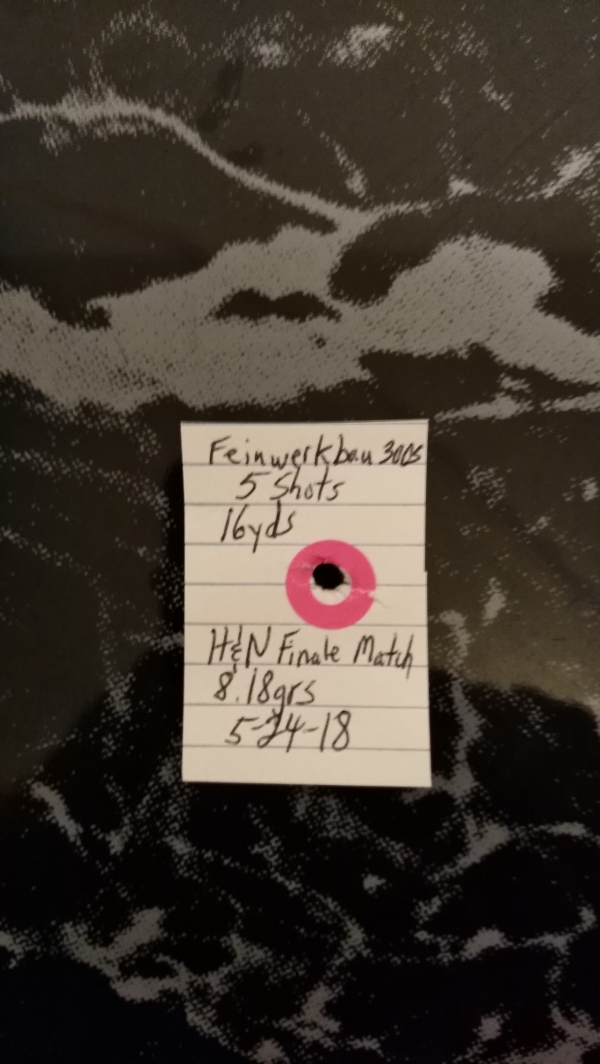 Feinwerkbau 300s
5 Shots
16yds
H&N Finale Match
8.18grs
5-24-18